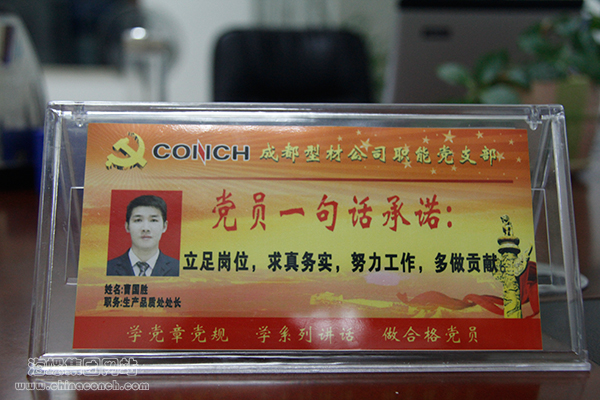 CONCH 成都型材公司职能党支部
党员一句话承诺:
立足岗位，求真务实，努力工作，多做贡献
姓名:曹国胜
职务:生产品质处处长
学党章党规 学系列讲话 做合格党员
海螺集团网站
www.chinaconch.com